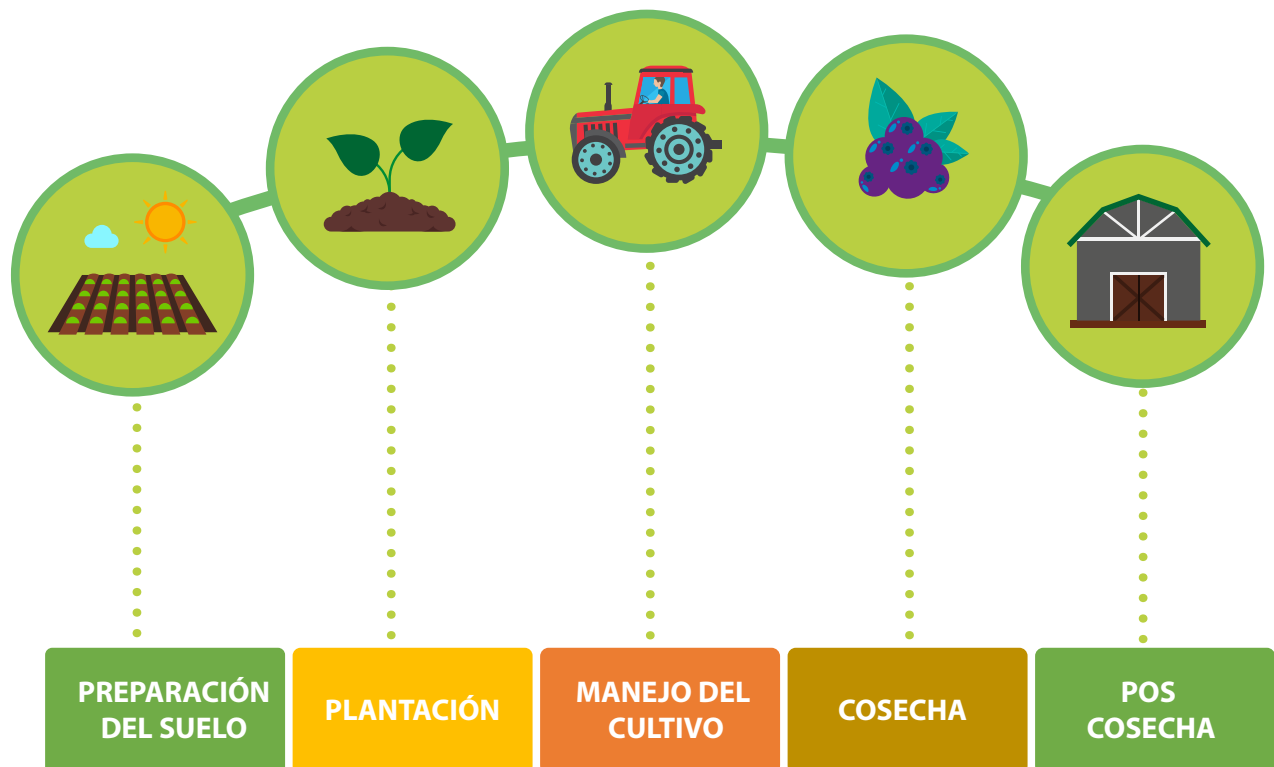 PREPARACIÓN
DEL SUELO
PLANTACIÓN
MANEJO DEL
CULTIVO
COSECHA
POS
COSECHA